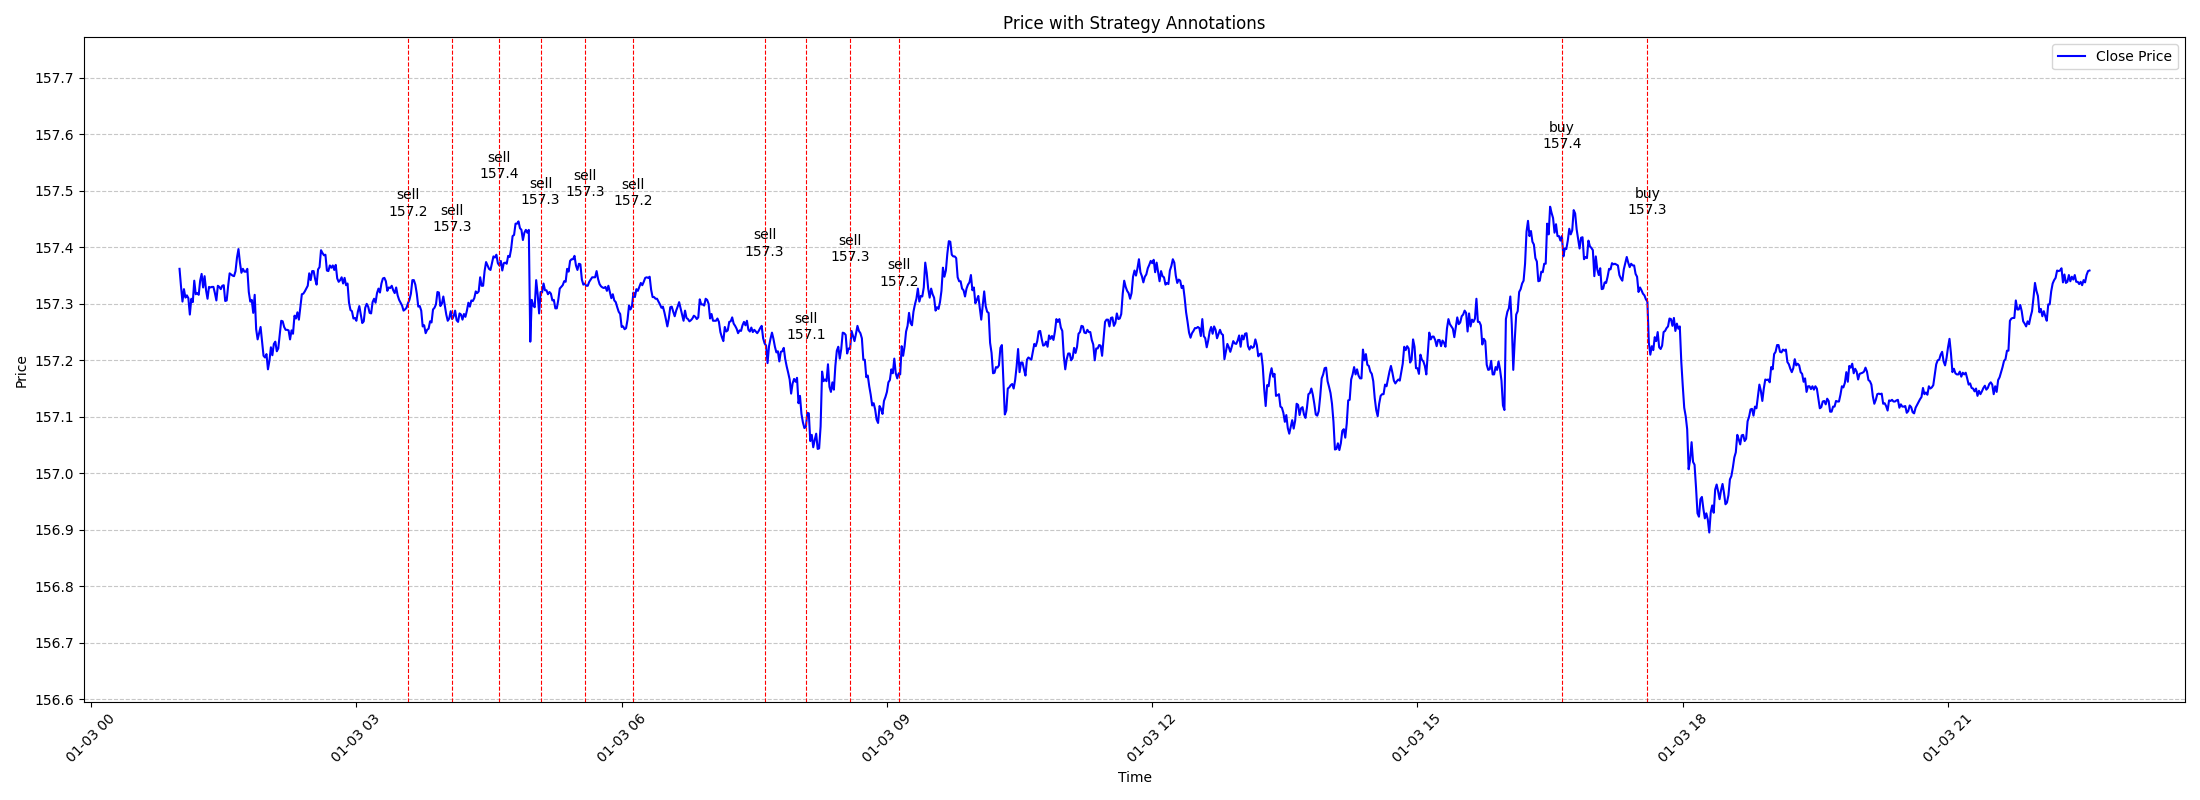 Price with Strategy Annotations
Close Price
Price
157.7
157.6
157.5
157.4
157.3
157.2
157.1
157.0
156.9
156.8
156.7
156.6
sell
157.2
sell
157.3
sell
157.4
sell
157.3
sell
157.3
sell
157.2
sell
157.3
sell
157.1
sell
157.3
sell
157.2
buy
157.4
buy
157.3
01-03 00
01-03 03
01-03 06
01-03 09
01-03 12
01-03 15
01-03 18
01-03 21
Time